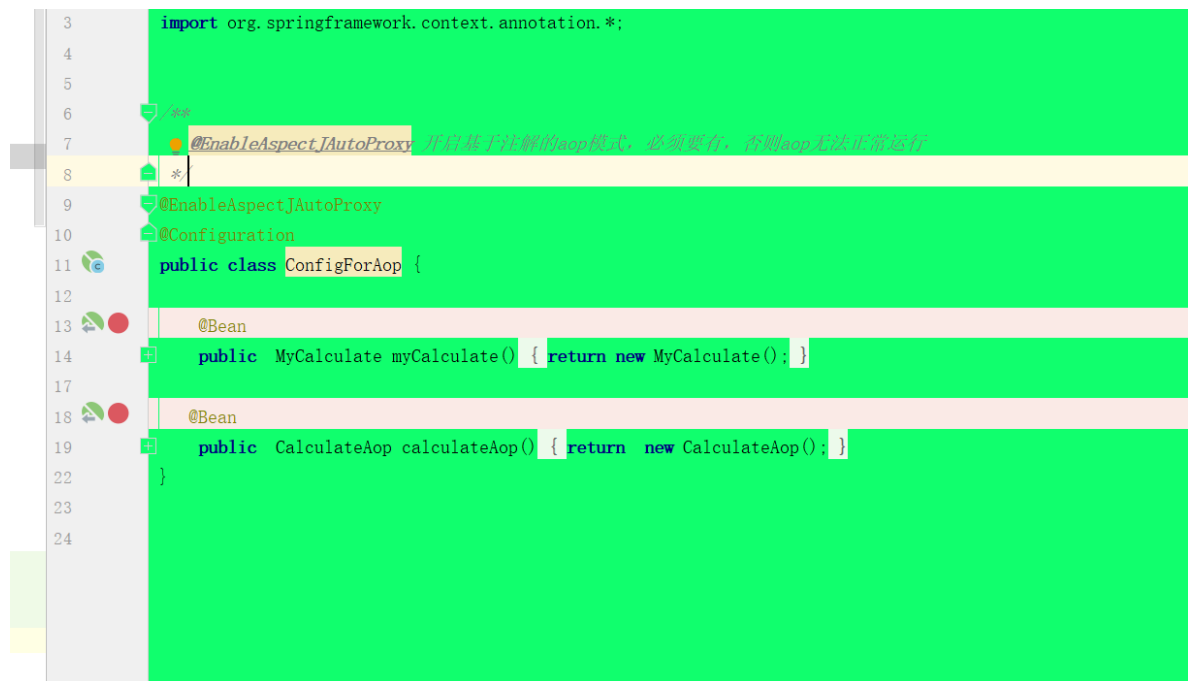 3 import org.springframework.context.annotation.*;
4
5
6 /**
7 @EnableAspectJAutoProxy 开启基于注解的aop模式，必须要有，否则aop无法正常运行
8 */
9 @EnableAspectJAutoProxy
10 @Configuration
11 public class ConfigForAop {
12
13 @Bean
14 public MyCalculate myCalculate() { return new MyCalculate(); }
17
18 @Bean
19 public CalculateAop calculateAop() { return new CalculateAop(); }
22 }
23
24